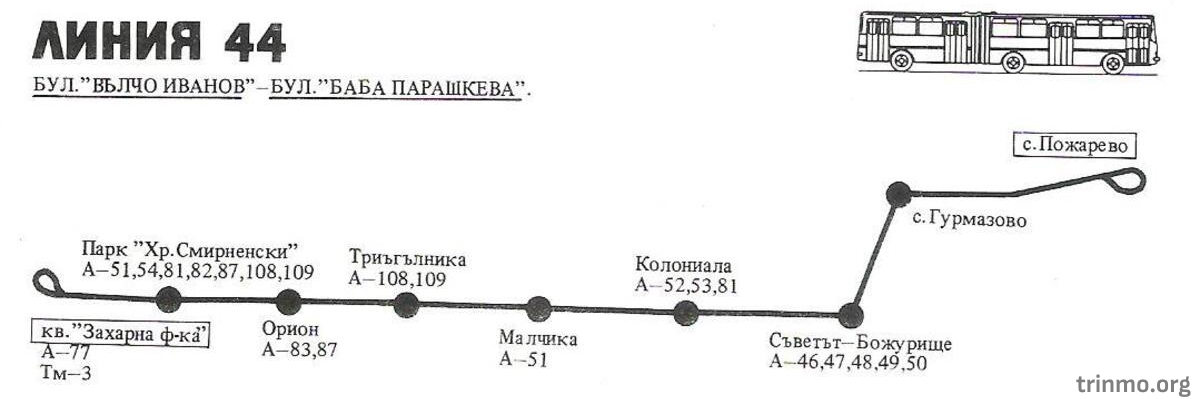 ЛИНИЯ 44
БУЛ."ВЪЛЧО ИВАНОВ"–БУЛ."БАБА ПАРАШКЕВА".
с. Пожарево
с. Гурмазово
Парк "Хр.Смирненски"
А–51,54,81,82,87,108,109
Триъгълника
А–108,109
Колониала
А–52,53,81
кв."Захарна ф-ка"
А–77
Тм–3
Орион
А–83,87
Малчика
А–51
Съветът–Божурище
А–46,47,48,49,50
trinmo.org